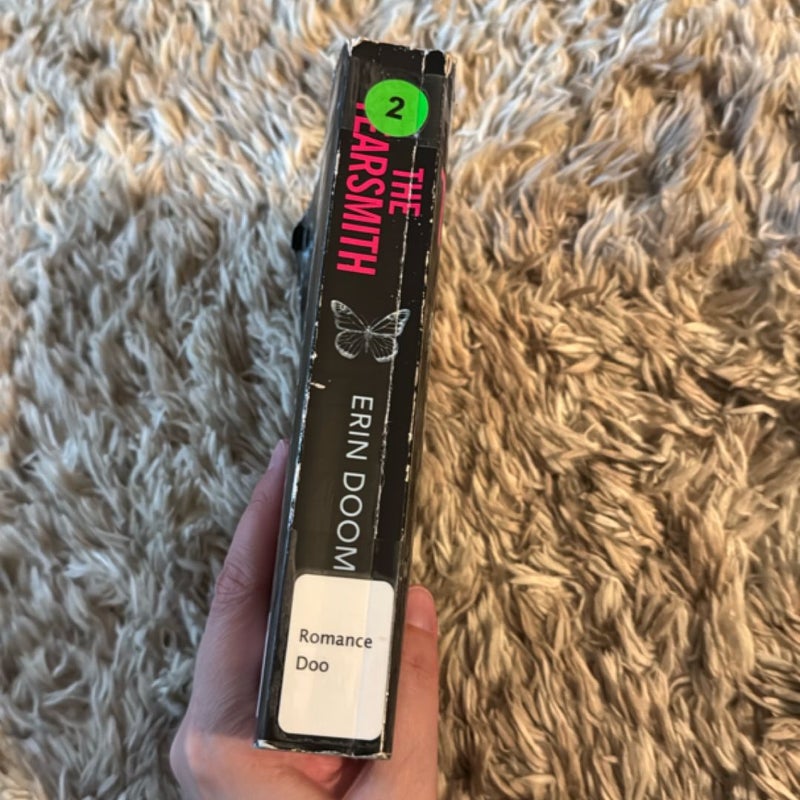 2
THE
TEARSMITH
ERIN DOOM
Romance
Doo